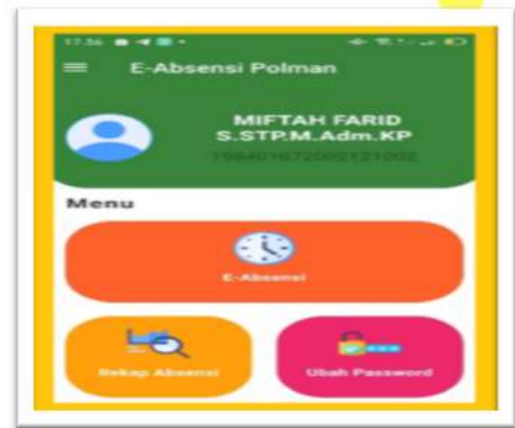 17.56
E-Absensi Polman
MIFTAH FARID
S.STP.M.Adm.KP
Menu
E-Absensi
Rekap Absensi
Ubah Password